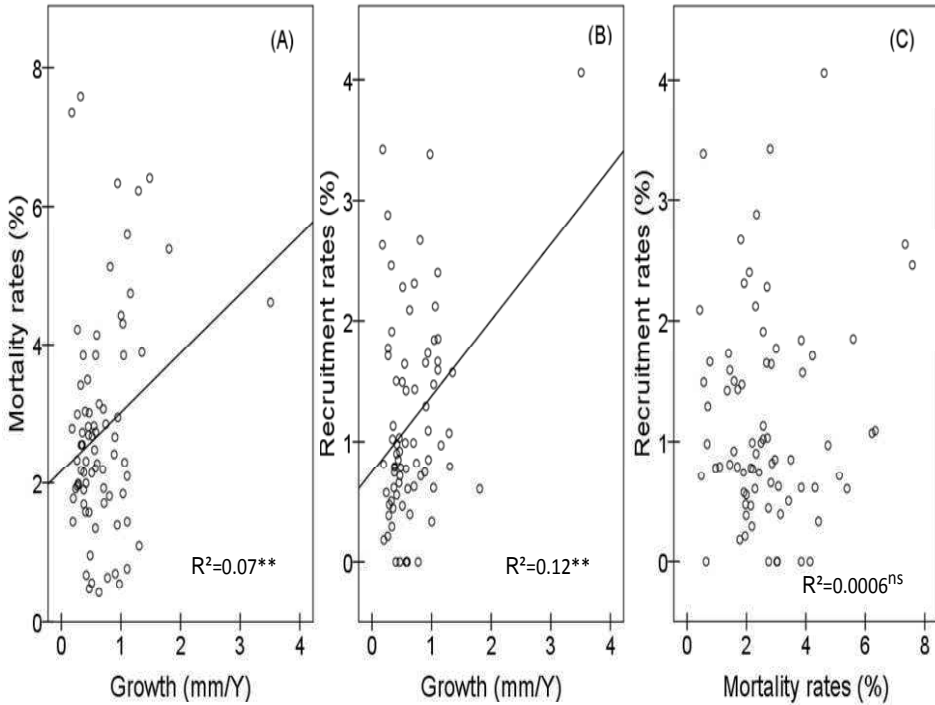 (A)
Mortality rates (%)
8
6
4
2
0
R²=0.07**
0 1 2 3 4
Growth (mm/Y)
(B)
Recruitment rates (%)
4
3
2
1
0
R²=0.12**
0 1 2 3 4
Growth (mm/Y)
(C)
Recruitment rates (%)
4
3
2
1
0
R²=0.0006ns
0 2 4 6 8
Mortality rates (%)